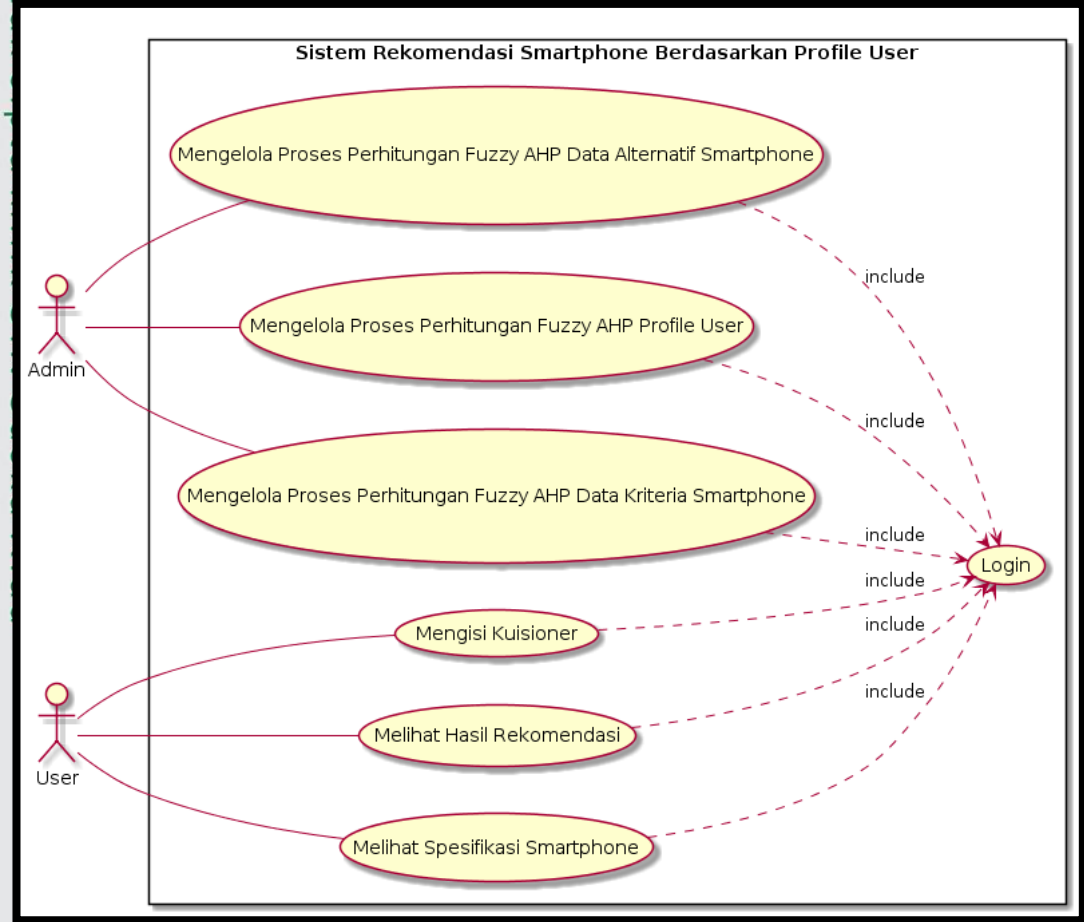 Sistem Rekomendasi Smartphone Berdasarkan Profile User
Mengelola Proses Perhitungan Fuzzy AHP Data Alternatif Smartphone
include
Mengelola Proses Perhitungan Fuzzy AHP Profile User
Admin
include
Mengelola Proses Perhitungan Fuzzy AHP Data Kriteria Smartphone
include
Login
include
Mengisi Kuisioner
include
include
Melihat Hasil Rekomendasi
User
Melihat Spesifikasi Smartphone